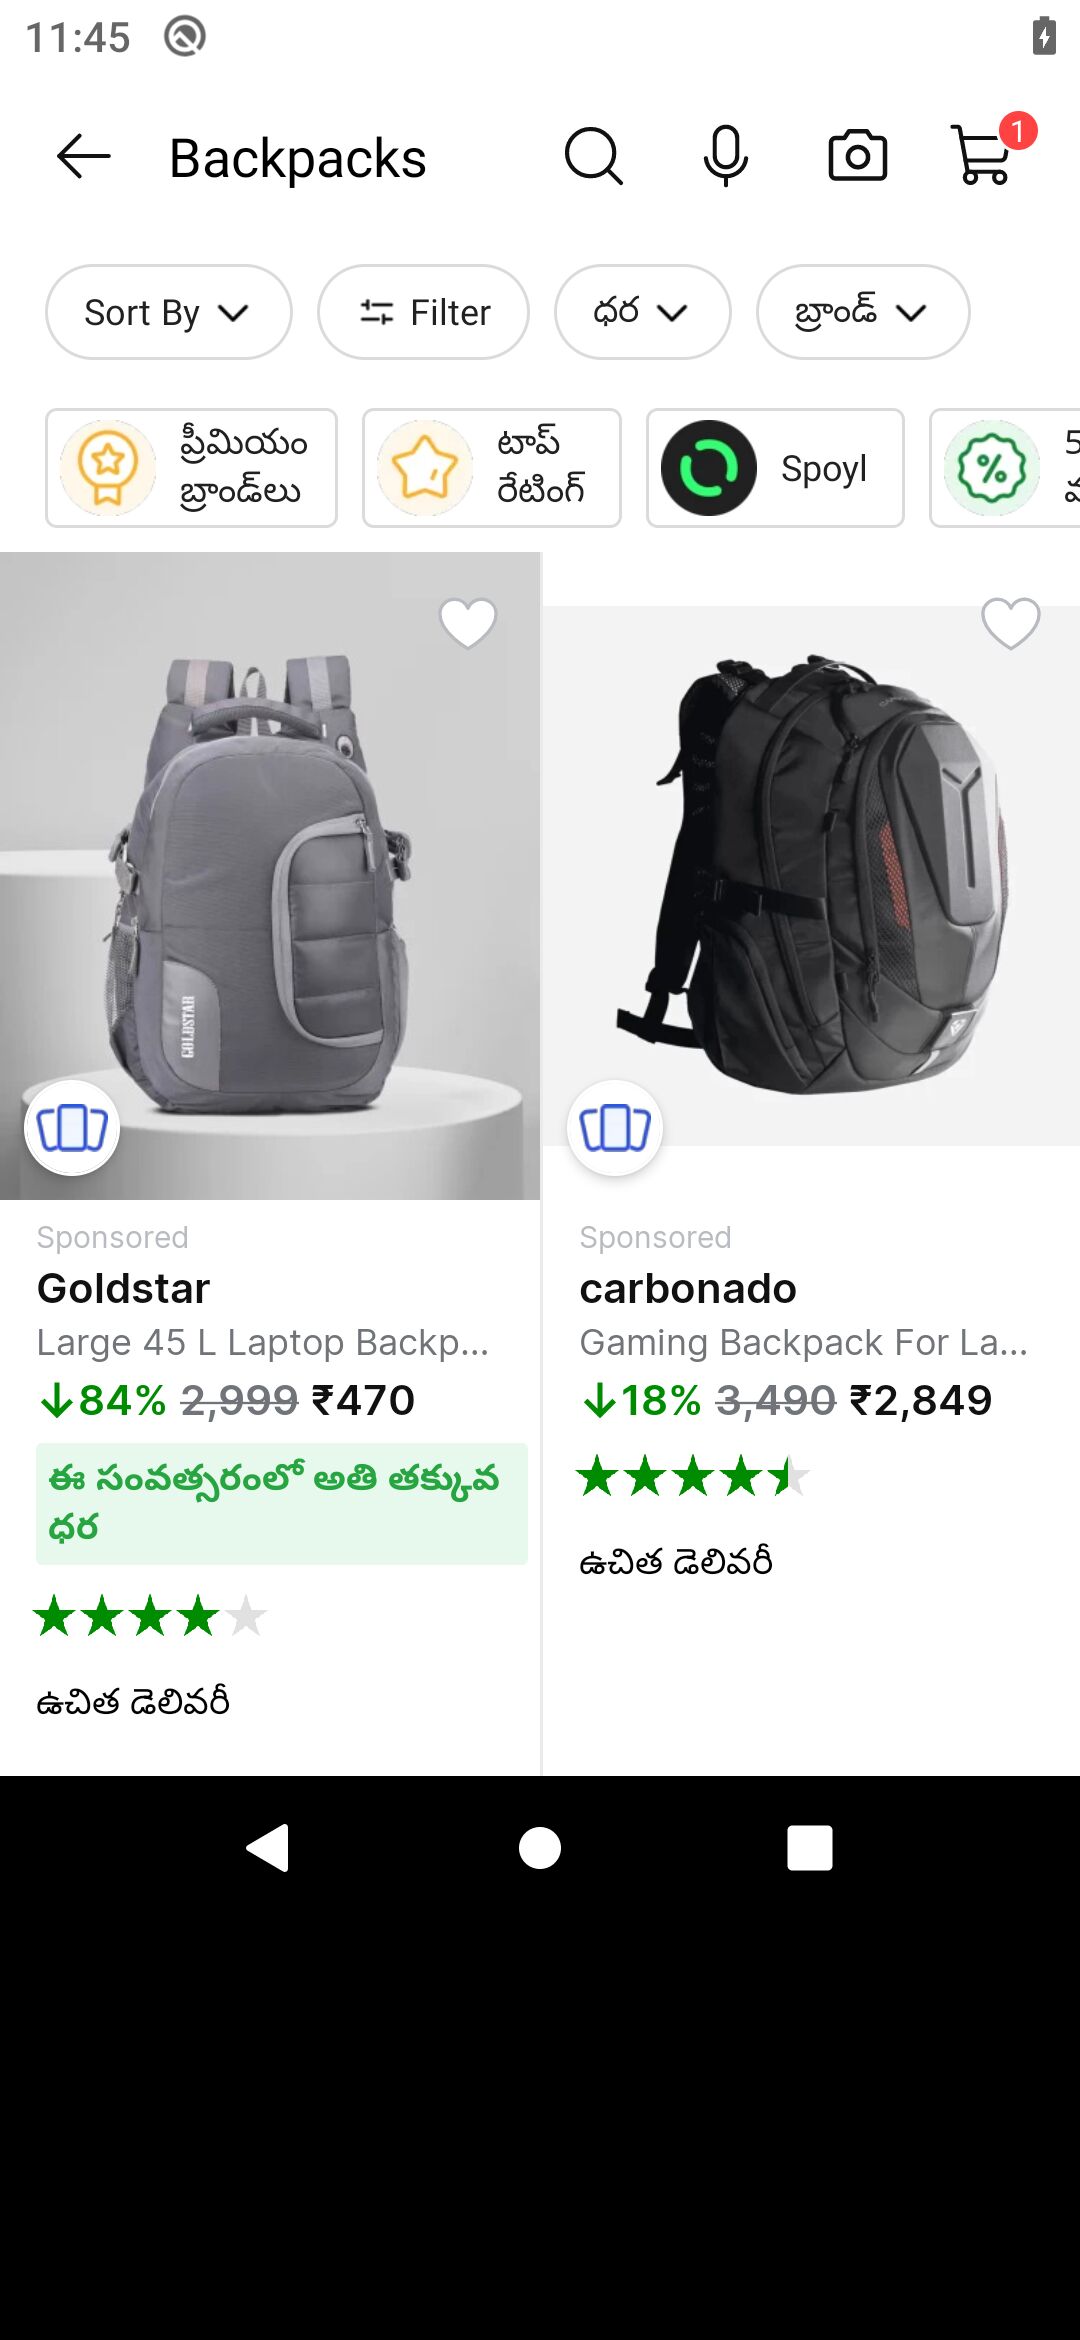 11:45
Backpacks
1
Sort By
Filter
ధర
బ్రాండ్
ప్రీమియం
బ్రాండ్‌లు
టాప్
రేటింగ్
Spoyl
%
5
GOLDSTAR
Sponsored
Goldstar
Large 45 L Laptop Backp...
↓84% 2,999 ₹470
ఈ సంవత్సరంలో అతి తక్కువ
ధర
ఉచిత డెలివరీ
Sponsored
carbonado
Gaming Backpack For La...
↓18% 3,490 ₹2,849
ఉచిత డెలివరీ